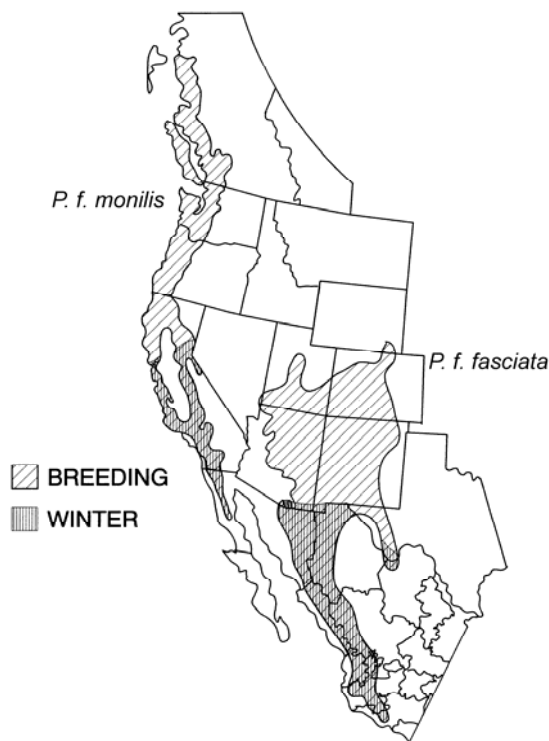 P. f. monilis
P. f. fasciata
BREEDING
WINTER